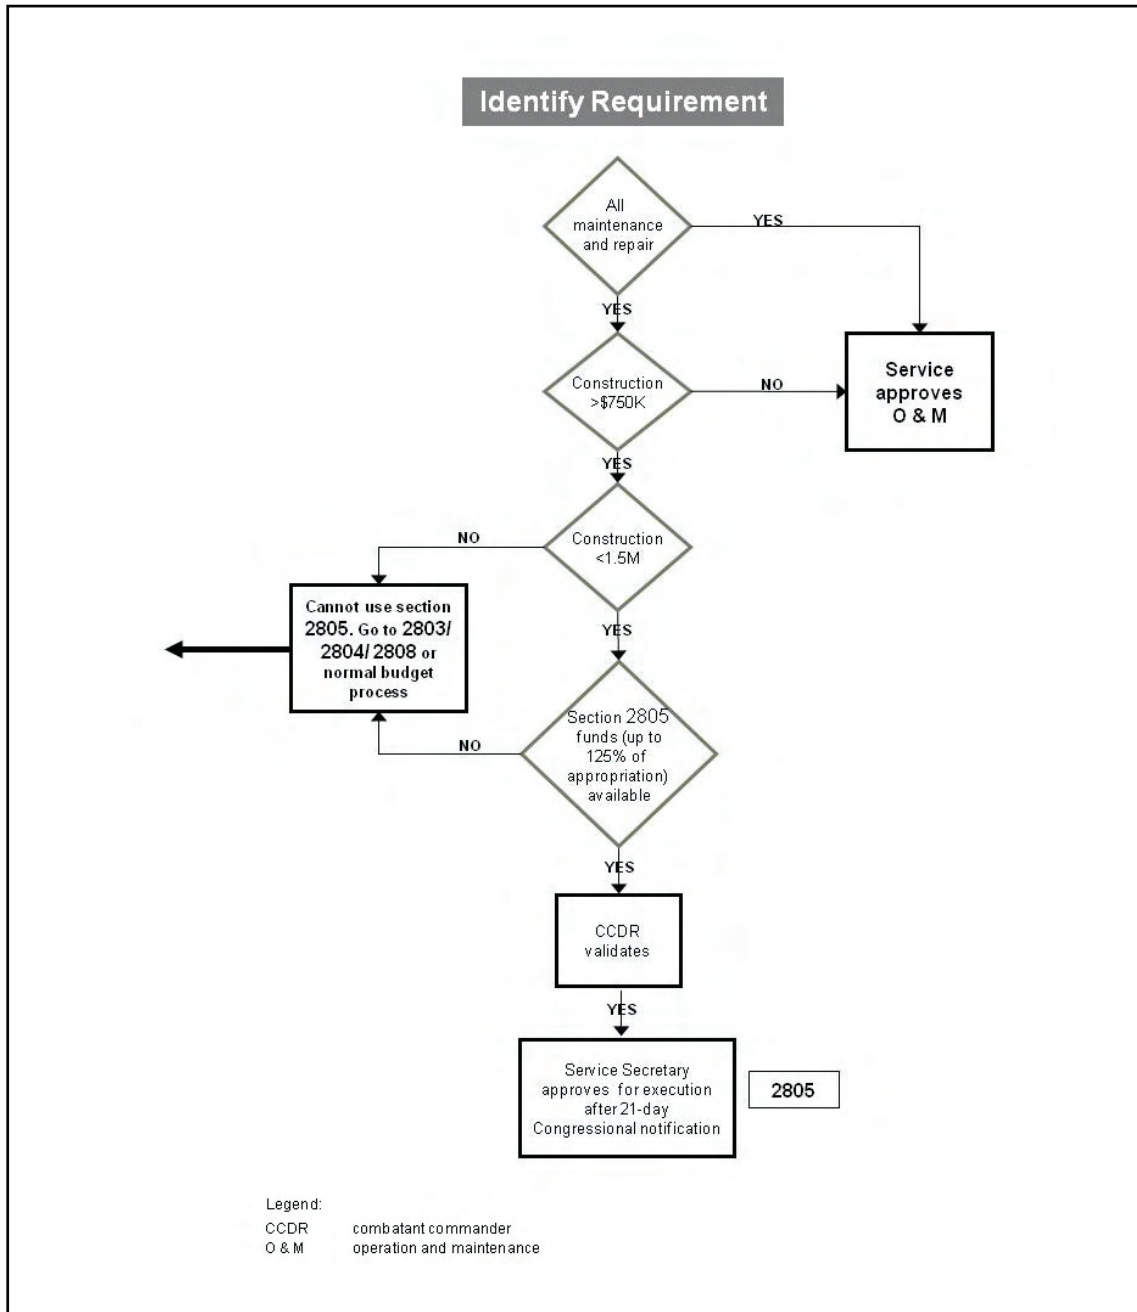 Identify Requirement
All
maintenance
and repair
YES
YES
Construction
>$750K
NO
Service
approves
O & M
YES
Construction
<1.5M
NO
Cannot use section
2805. Go to 2803/
2804/ 2808 or
normal budget
process
YES
Section 2805
funds (up to
125% of
appropriation)
available
NO
YES
CCDR
validates
YES
Service Secretary
approves for execution
after 21-day
Congressional notification
2805
Legend:
CCDR combatant commander
O & M operation and maintenance